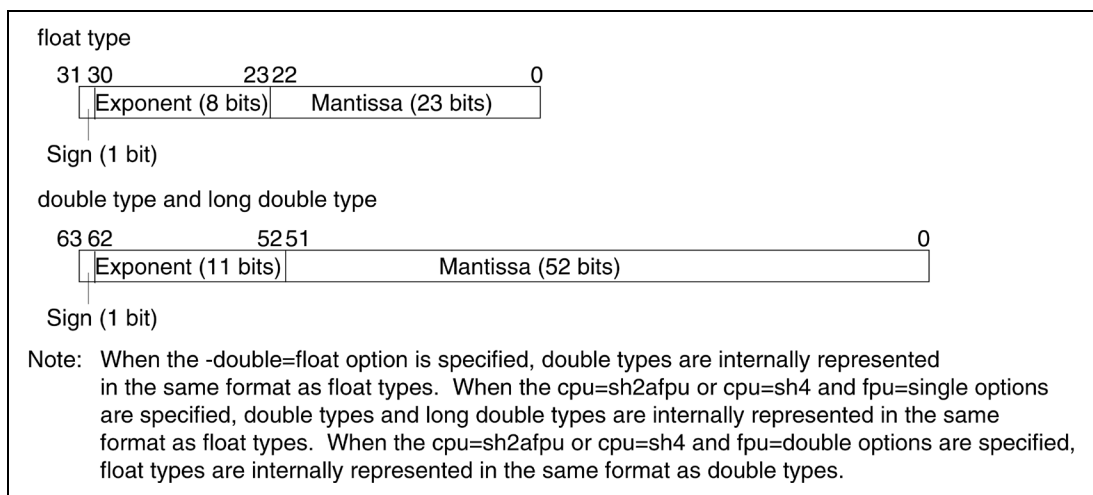 float type
31 30 23 22 0
Exponent (8 bits) Mantissa (23 bits)
Sign (1 bit)
double type and long double type
63 62 52 51 0
Exponent (11 bits) Mantissa (52 bits)
Sign (1 bit)
Note: When the -double=float option is specified, double types are internally represented
in the same format as float types. When the cpu=sh2afpu or cpu=sh4 and fpu=single options
are specified, double types and long double types are internally represented in the same
format as float types. When the cpu=sh2afpu or cpu=sh4 and fpu=double options are specified,
float types are internally represented in the same format as double types.